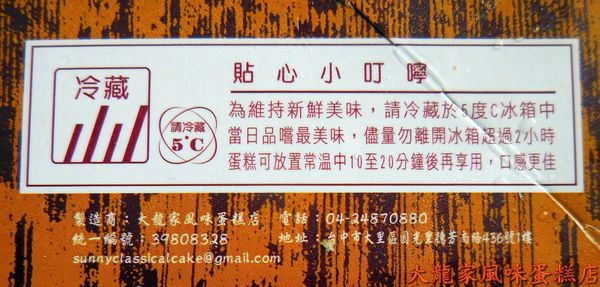 貼心小叮嚀
冷藏
請冷藏
5°C
為維持新鮮美味，請冷藏於5度C冰箱中
當日品嚐最美味，儘量勿離開冰箱超過2小時
蛋糕可放置常温中10至20分鐘後再享用，口感更佳
製造商：大龍家風味蛋糕店 電話：04-24870880
統一編號：39808328 地址：台中市大里區國光里德芳南路436號1樓
sunnyclassicalcake@gmail.com
大龍家風味蛋糕店